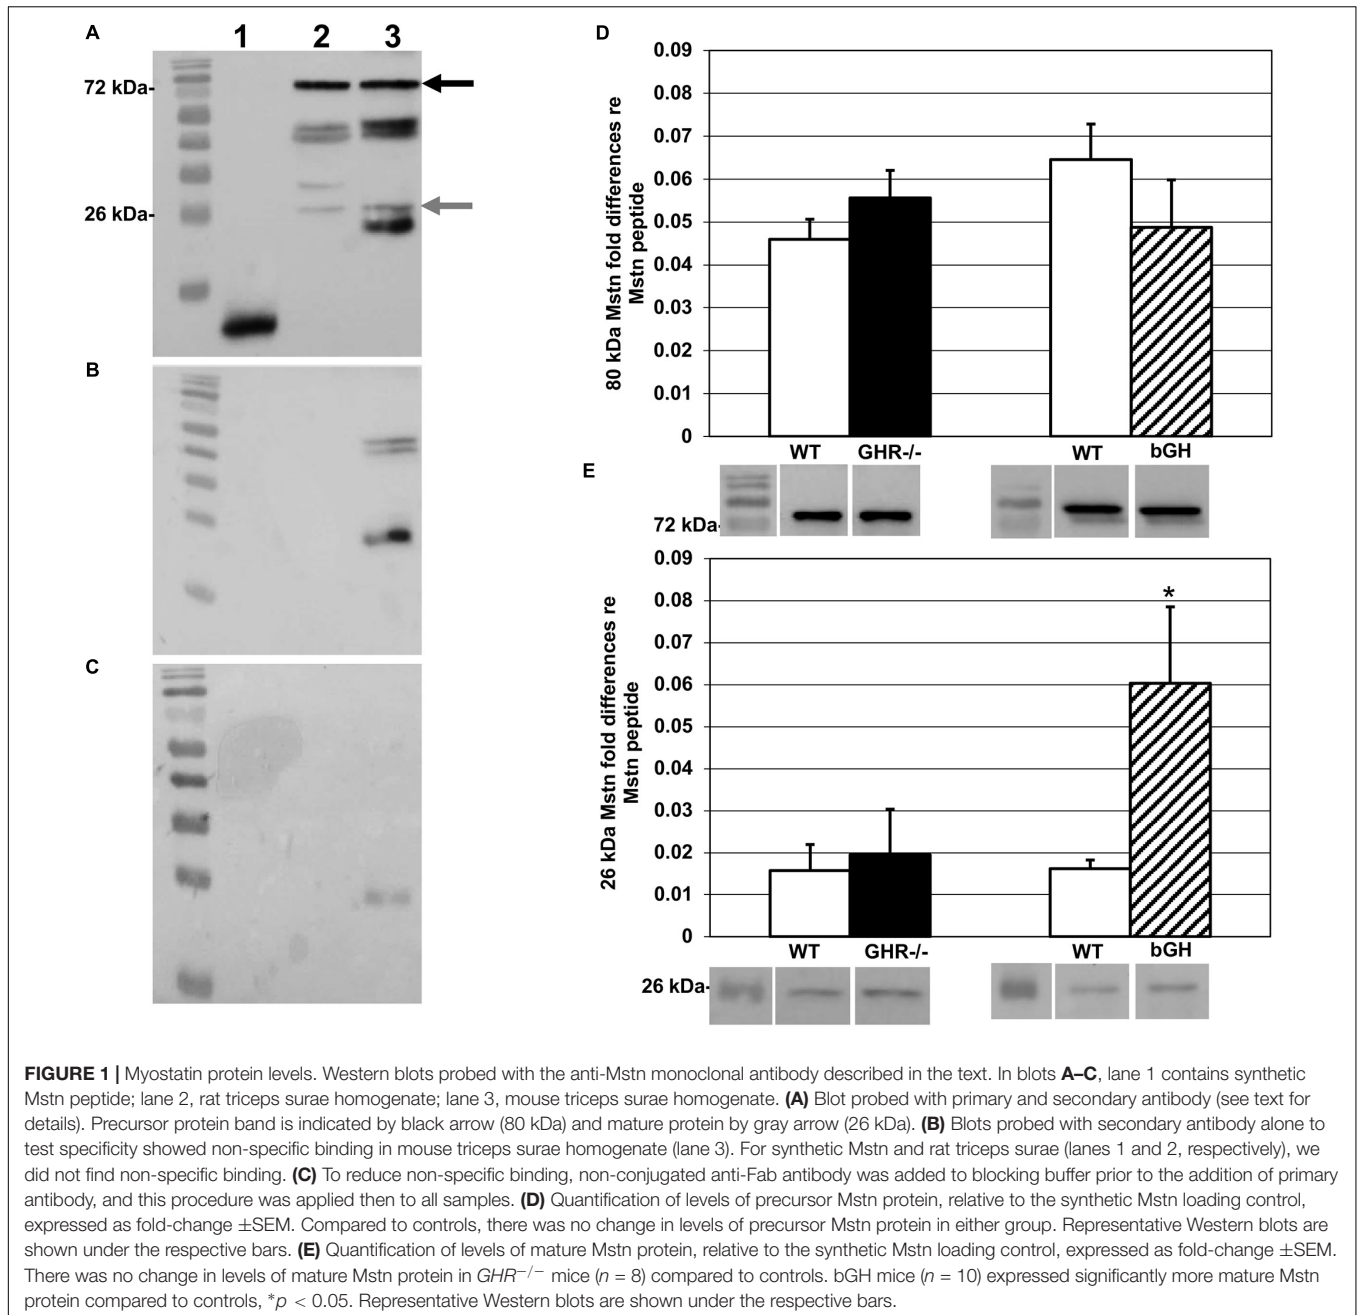 A
1 2 3
72 kDa-
26 kDa-
B
C
D
80 kDa Mstn fold differences re
Mstn peptide
0.09
0.08
0.07
0.06
0.05
0.04
0.03
0.02
0.01
0
WT GHR-/- WT bGH
72 kDa-
E
26 kDa Mstn fold differences re
Mstn peptide
0.09
0.08
0.07
0.06
0.05
0.04
0.03
0.02
0.01
0
*
WT GHR-/- WT bGH
26 kDa-
FIGURE 1 | Myostatin protein levels. Western blots probed with the anti-Mstn monoclonal antibody described in the text. In blots A–C, lane 1 contains synthetic
Mstn peptide; lane 2, rat triceps surae homogenate; lane 3, mouse triceps surae homogenate. (A) Blot probed with primary and secondary antibody (see text for
details). Precursor protein band is indicated by black arrow (80 kDa) and mature protein by gray arrow (26 kDa). (B) Blots probed with secondary antibody alone to
test specificity showed non-specific binding in mouse triceps surae homogenate (lane 3). For synthetic Mstn and rat triceps surae (lanes 1 and 2, respectively), we
did not find non-specific binding. (C) To reduce non-specific binding, non-conjugated anti-Fab antibody was added to blocking buffer prior to the addition of primary
antibody, and this procedure was applied then to all samples. (D) Quantification of levels of precursor Mstn protein, relative to the synthetic Mstn loading control,
expressed as fold-change ±SEM. Compared to controls, there was no change in levels of precursor Mstn protein in either group. Representative Western blots are
shown under the respective bars. (E) Quantification of levels of mature Mstn protein, relative to the synthetic Mstn loading control, expressed as fold-change ±SEM.
There was no change in levels of mature Mstn protein in GHR−/− mice (n = 8) compared to controls. bGH mice (n = 10) expressed significantly more mature Mstn
protein compared to controls, *p < 0.05. Representative Western blots are shown under the respective bars.